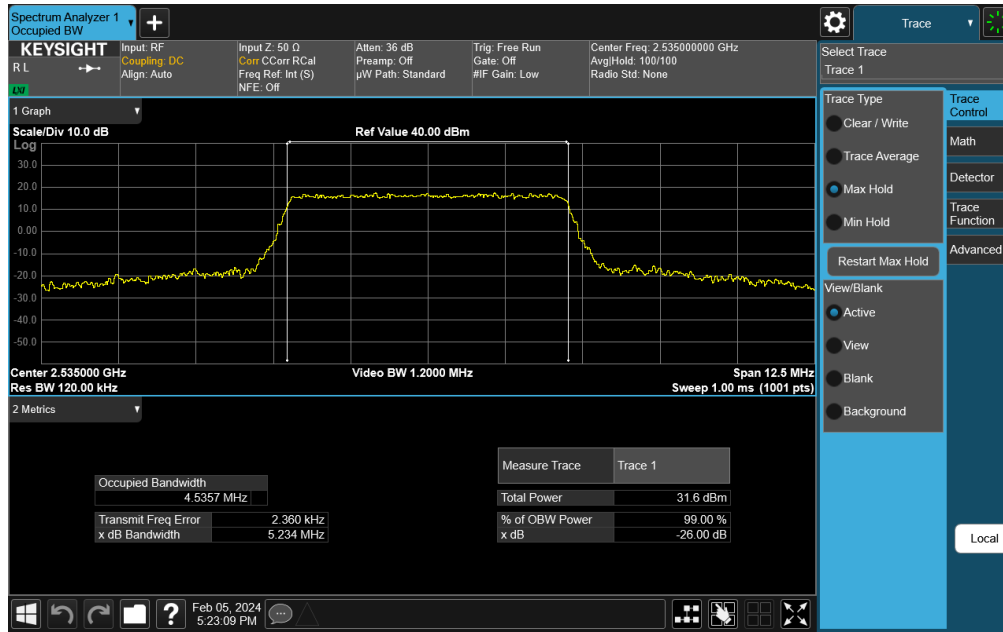 Spectrum Analyzer 1
Occupied BW
Trace
KEYSIGHT
R L
LXI
Input: RF
Coupling: DC
Align: Auto
Input Z: 50 Ω
Corr CCorr RCal
Freq Ref: Int (S)
NFE: Off
Atten: 36 dB
Preamp: Off
µW Path: Standard
Trig: Free Run
Gate: Off
#IF Gain: Low
Center Freq: 2.535000000 GHz
Avg|Hold: 100/100
Radio Std: None
Select Trace
Trace 1
1 Graph
Scale/Div 10.0 dB
Ref Value 40.00 dBm
Log
30.0
20.0
10.0
0.00
-10.0
-20.0
-30.0
-40.0
-50.0
Center 2.535000 GHz
Video BW 1.2000 MHz
Span 12.5 MHz
Res BW 120.00 kHz
Sweep 1.00 ms (1001 pts)
Trace Type
Clear / Write
Trace Average
Max Hold
Min Hold
Restart Max Hold
View/Blank
Active
View
Blank
Background
Trace
Control
Math
Detector
Trace
Function
Advanced
2 Metrics
Measure Trace Trace 1
Occupied Bandwidth
4.5357 MHz
Total Power 31.6 dBm
Transmit Freq Error 2.360 kHz
% of OBW Power 99.00 %
x dB Bandwidth 5.234 MHz
x dB -26.00 dB
Local
?
Feb 05, 2024
5:23:09 PM